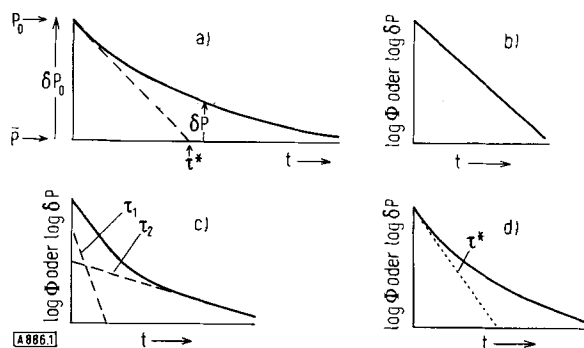 a)
P₀
δP₀
P̄
δP
τ*
t
b)
log Φ oder log δP
t
c)
log Φ oder log δP
τ₁
τ₂
t
A 886.1
d)
log Φ oder log δP
τ*
t